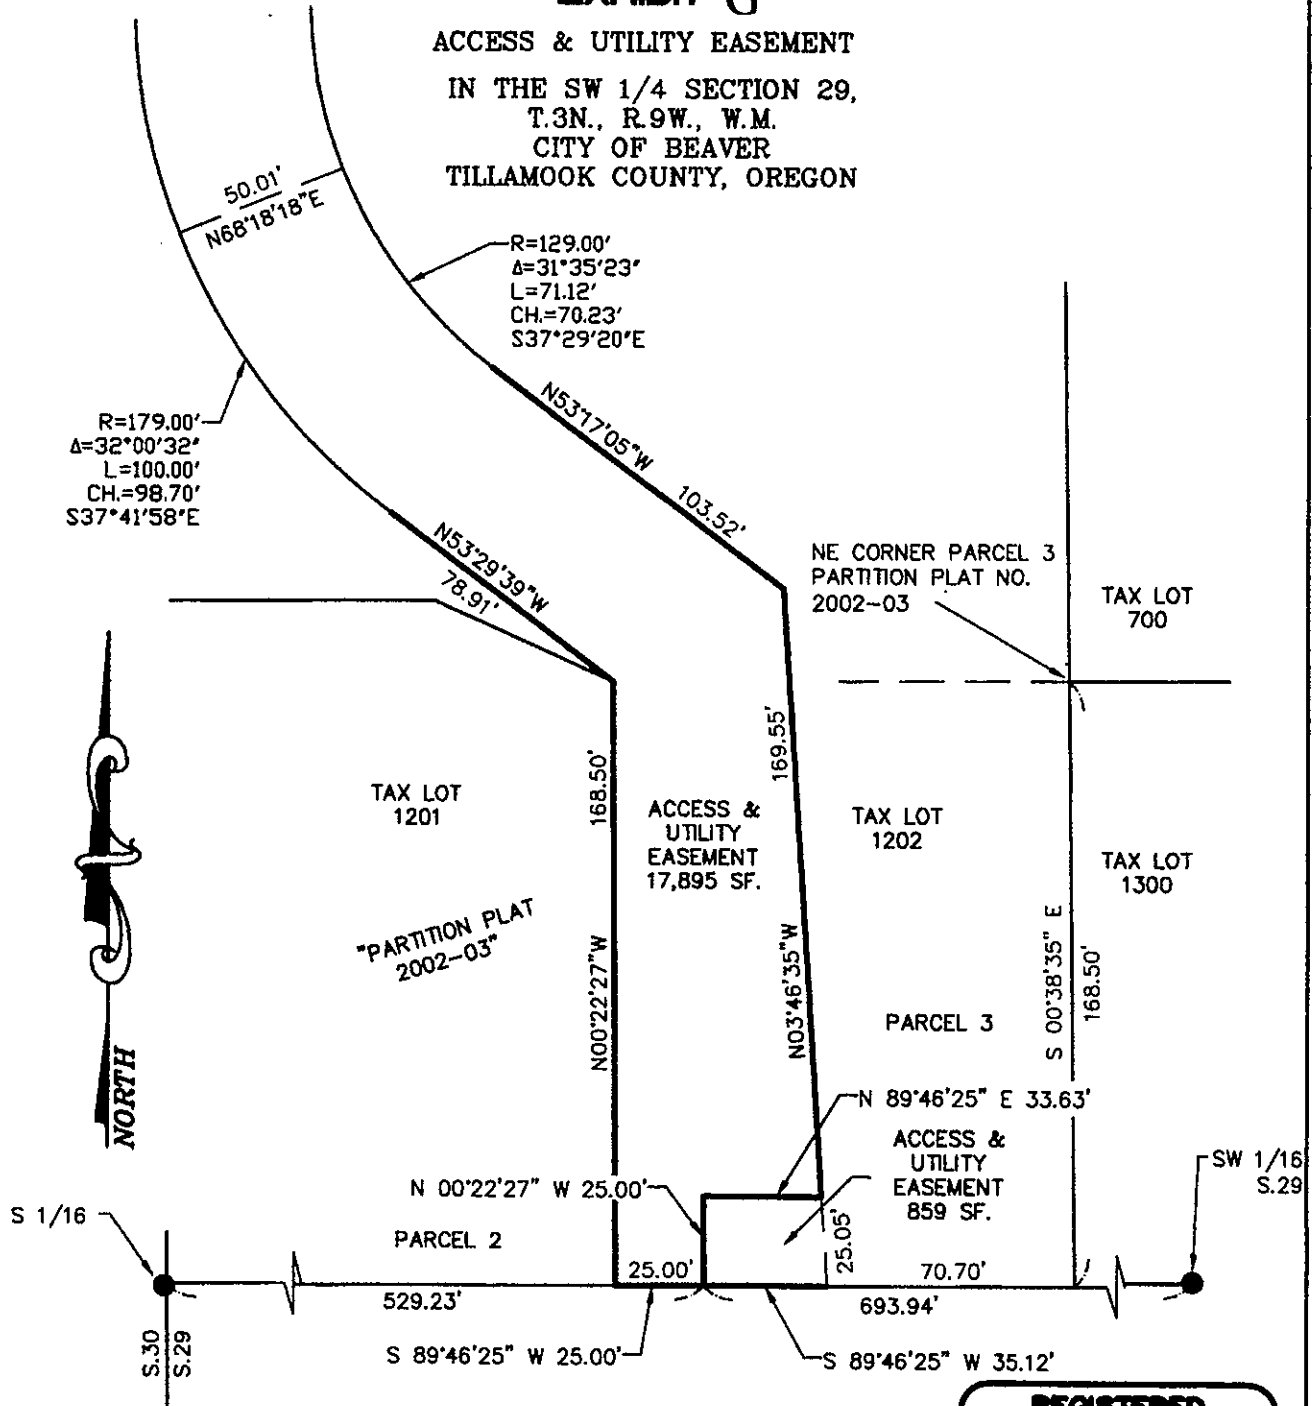 EXHIBIT G
ACCESS & UTILITY EASEMENT
IN THE SW 1/4 SECTION 29,
T.3N., R.9W., W.M.
CITY OF BEAVER
TILLAMOOK COUNTY, OREGON
50.01'
N68°18'18"E
R=129.00'
Δ=31°35'23"
L=71.12'
CH.=70.23'
S37°29'20"E
R=179.00'
Δ=32°00'32"
L=100.00'
CH.=98.70'
S37°41'58"E
N53°17'05"W
103.52'
N53°29'39"W
78.91'
NE CORNER PARCEL 3
PARTITION PLAT NO.
2002-03
TAX LOT
700
169.55'
168.50'
TAX LOT
1201
ACCESS &
UTILITY
EASEMENT
17,895 SF.
TAX LOT
1202
TAX LOT
1300
"PARTITION PLAT
2002-03"
N00°22'27"W
N03°46'35"W
S 00°38'35" E
168.50'
PARCEL 3
NORTH
N 89°46'25" E 33.63'
ACCESS &
UTILITY
EASEMENT
859 SF.
SW 1/16
S.29
N 00°22'27" W 25.00'
S 1/16
PARCEL 2
25.00'
25.05'
70.70'
529.23'
693.94'
S.30
S.29
S 89°46'25" W 25.00'
S 89°46'25" W 35.12'
REGISTERED